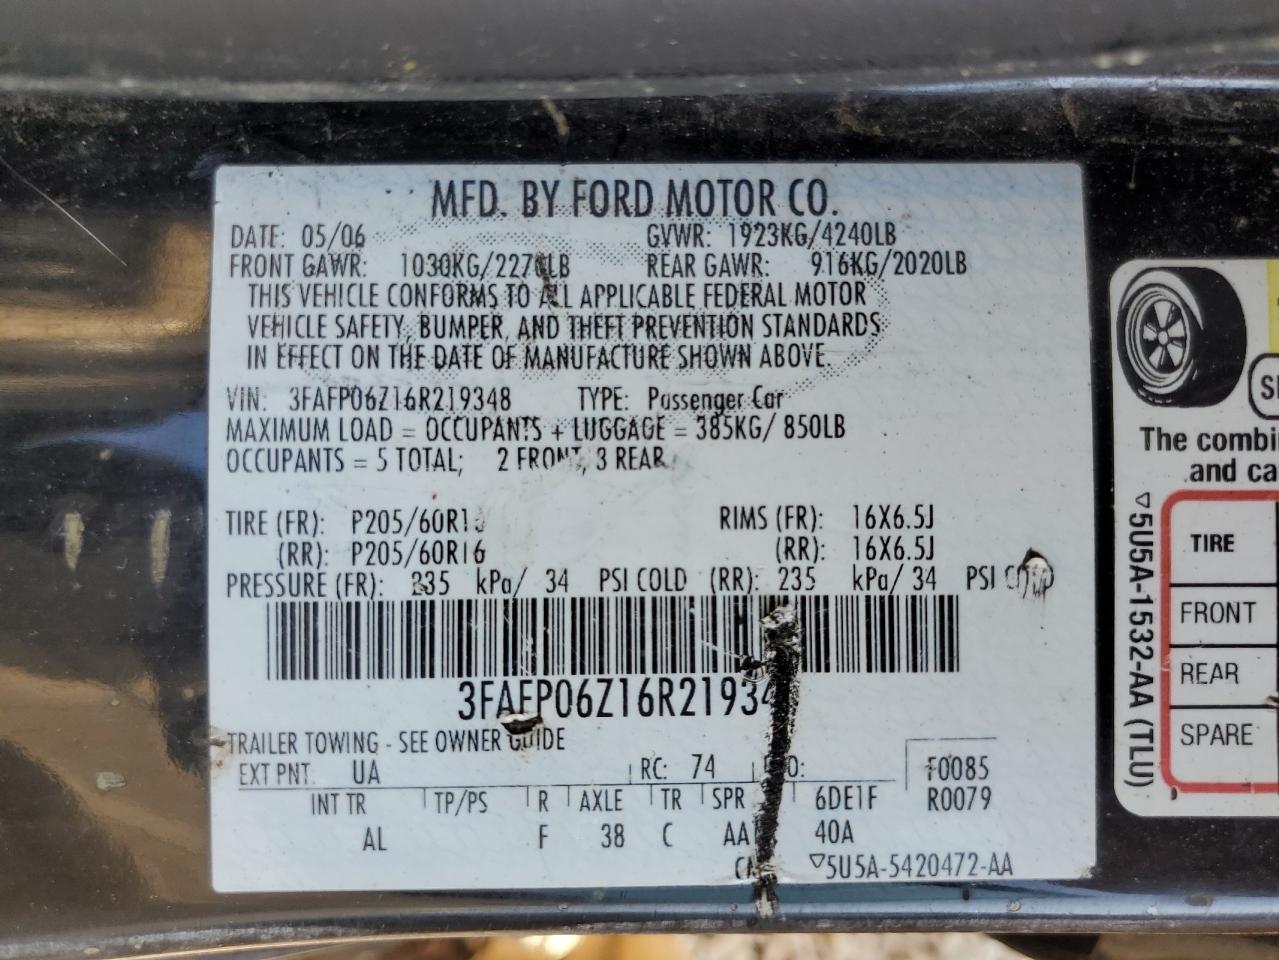 MFD. BY FORD MOTOR CO.
DATE: 05/06 GVWR: 1923KG/4240LB
FRONT GAWR: 1030KG/2270LB REAR GAWR: 916KG/2020LB
THIS VEHICLE CONFORMS TO ALL APPLICABLE FEDERAL MOTOR
VEHICLE SAFETY, BUMPER, AND THEFT PREVENTION STANDARDS
IN EFFECT ON THE DATE OF MANUFACTURE SHOWN ABOVE.
VIN: 3FAFP06Z16R219348 TYPE: Passenger Car
MAXIMUM LOAD = OCCUPANTS + LUGGAGE = 385KG/ 850LB
OCCUPANTS = 5 TOTAL; 2 FRONT, 3 REAR
TIRE (FR): P205/60R16 RIMS (FR): 16X6.5J
(RR): P205/60R16 (RR): 16X6.5J
PRESSURE (FR): 235 kPa/ 34 PSI COLD (RR): 235 kPa/ 34 PSI COLD
3FAFP06Z16R21934
TRAILER TOWING - SEE OWNER GUIDE
EXT PNT: UA RC: 74 F0085
INT TR TP/PS R AXLE TR SPR 6DE1F R0079
AL F 38 C AA 40A
▽5U5A-5420472-AA
The combi
and ca
▽5U5A-1532-AA (TLU)
TIRE
FRONT
REAR
SPARE